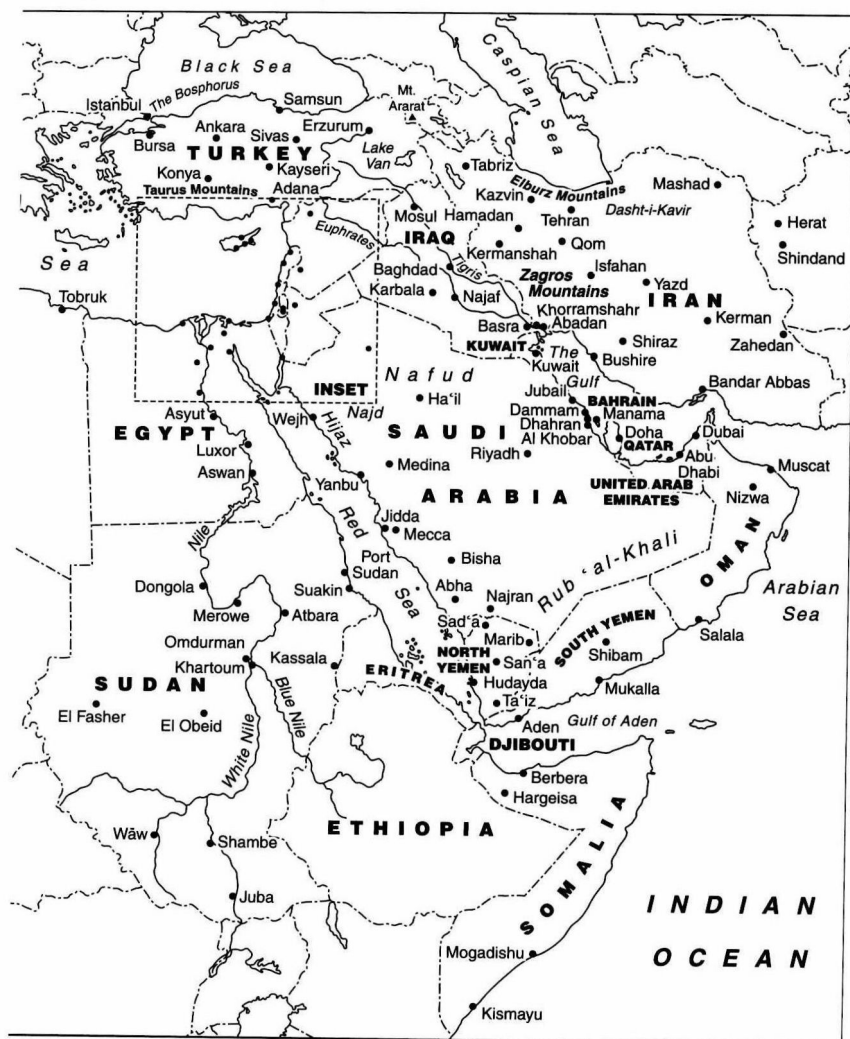 Black Sea
Caspian Sea
Mt.
Ararat
The Bosphorus
Istanbul
Samsun
Bursa
Ankara
Sivas
Erzurum
TURKEY
Lake
Van
Tabriz
Konya
Kayseri
Taurus Mountains
Adana
Kazvin
Elburz Mountains
Mashad
Mosul
Hamadan
Tehran
Dasht-i-Kavir
Herat
Euphrates
IRAQ
Kermanshah
Qom
Shindand
Sea
Baghdad
Tigris
Zagros
Mountains
Isfahan
Yazd
IRAN
Tobruk
Karbala
Najaf
Khorramshahr
Basra
Abadan
Kerman
KUWAIT
Kuwait
Shiraz
Zahedan
The
Gulf
Bushire
INSET
Nafud
Jubail
BAHRAIN
Bandar Abbas
Asyut
Wejh
Hijaz
Najd
Ha‘il
Dammam
Manama
EGYPT
SAUDI
Dhahran
Doha
Dubai
Luxor
Al Khobar
QATAR
Medina
Riyadh
Abu
Dhabi
Muscat
Aswan
Yanbu
ARABIA
UNITED ARAB
EMIRATES
Nizwa
Nile
Red
Sea
Jidda
Mecca
OMAN
Port
Sudan
Bisha
Rub ‘al-Khali
Arabian
Sea
Dongola
Suakin
Abha
Najran
Merowe
Atbara
Sad‘a
Marib
SOUTH YEMEN
Salala
Omdurman
NORTH
YEMEN
San‘a
Shibam
Khartoum
Kassala
ERITREA
Hudayda
Mukalla
SUDAN
Ta‘iz
El Fasher
El Obeid
Blue Nile
Aden
Gulf of Aden
White Nile
DJIBOUTI
Berbera
Hargeisa
ETHIOPIA
Wāw
Shambe
SOMALIA
Juba
INDIAN
OCEAN
Mogadishu
Kismayu